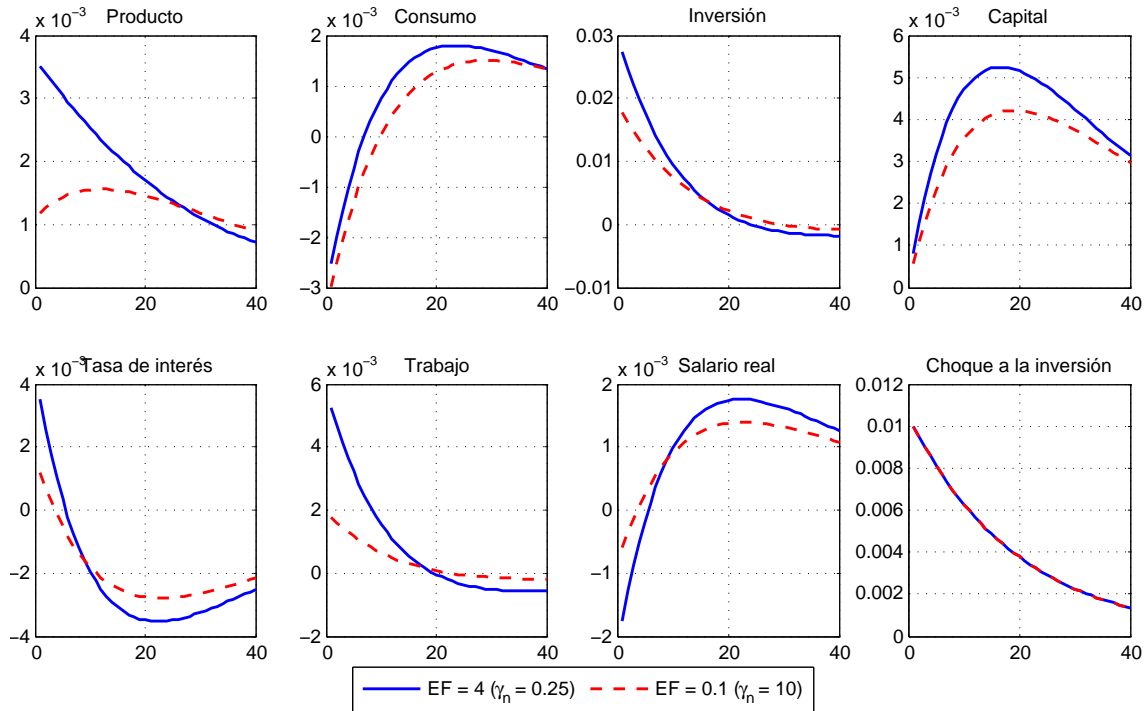 x 10⁻³ Producto
4
3
2
1
0
0 20 40
x 10⁻³ Consumo
2
1
0
−1
−2
−3
0 20 40
Inversión
0.03
0.02
0.01
0
−0.01
0 20 40
x 10⁻³ Capital
6
5
4
3
2
1
0
0 20 40
x 10⁻³ Tasa de interés
4
2
0
−2
−4
0 20 40
x 10⁻³ Trabajo
6
4
2
0
−2
0 20 40
x 10⁻³ Salario real
2
1
0
−1
−2
0 20 40
Choque a la inversión
0.012
0.01
0.008
0.006
0.004
0.002
0
0 20 40
EF = 4 (γn = 0.25) EF = 0.1 (γn = 10)